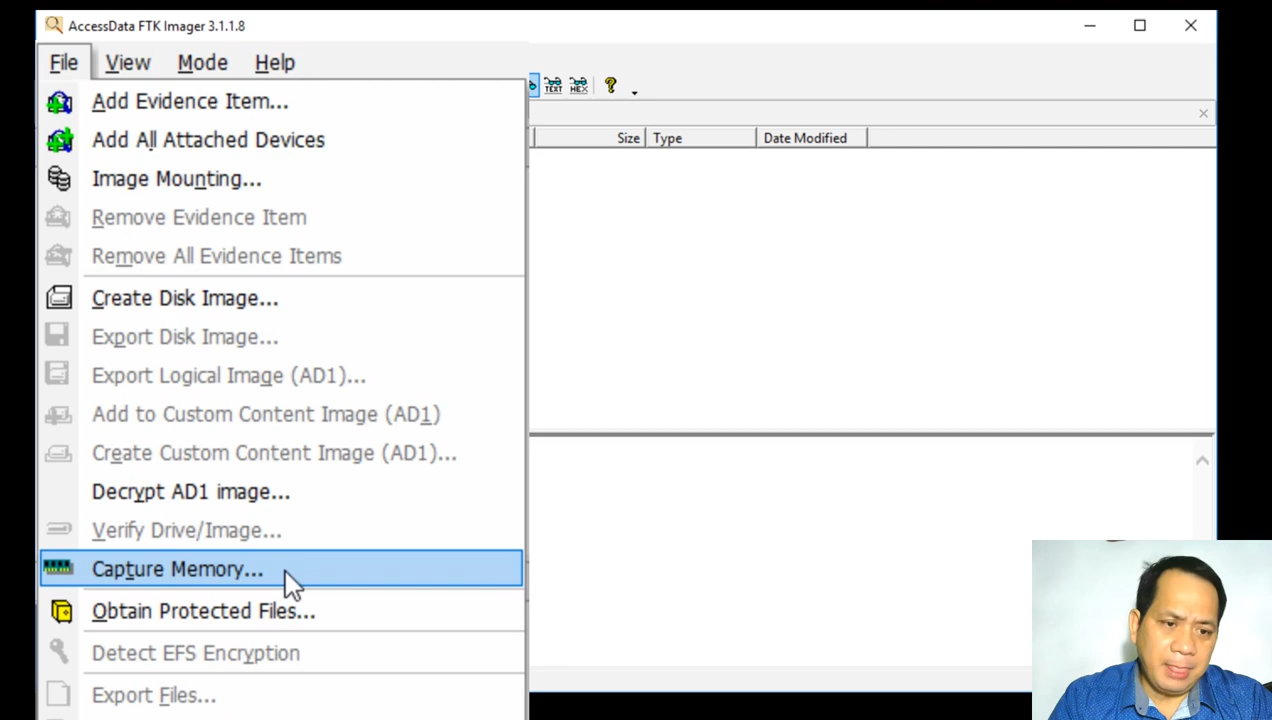 AccessData FTK Imager 3.1.1.8
File View Mode Help
Add Evidence Item...
Add All Attached Devices
Image Mounting...
Remove Evidence Item
Remove All Evidence Items
Create Disk Image...
Export Disk Image...
Export Logical Image (AD1)...
Add to Custom Content Image (AD1)
Create Custom Content Image (AD1)...
Decrypt AD1 image...
Verify Drive/Image...
Capture Memory...
Obtain Protected Files...
Detect EFS Encryption
Export Files...
TEXT HEX ?
Size Type Date Modified